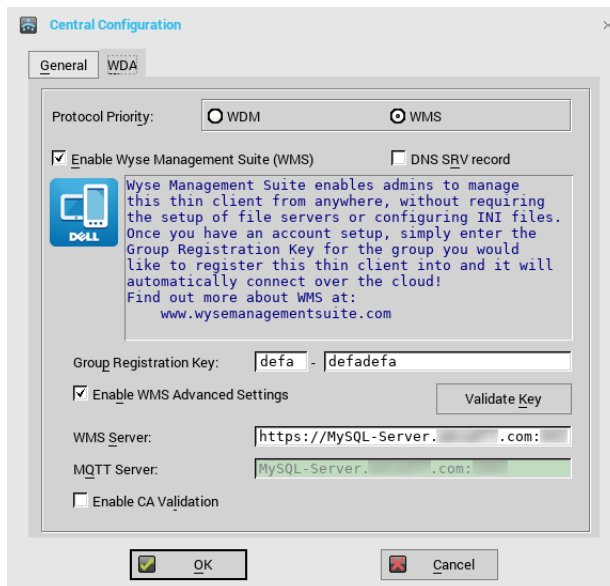 Central Configuration
General WDA
Protocol Priority: WDM WMS
Enable Wyse Management Suite (WMS) DNS SRV record
DELL
Wyse Management Suite enables admins to manage
this thin client from anywhere, without requiring
the setup of file servers or configuring INI files.
Once you have an account setup, simply enter the
Group Registration Key for the group you would
like to register this thin client into and it will
automatically connect over the cloud!
Find out more about WMS at:
www.wysemanagementsuite.com
Group Registration Key: defa - defadefa
Enable WMS Advanced Settings Validate Key
WMS Server: https://MySQL-Server. .com:
MQTT Server: MySQL-Server. .com:
Enable CA Validation
OK Cancel